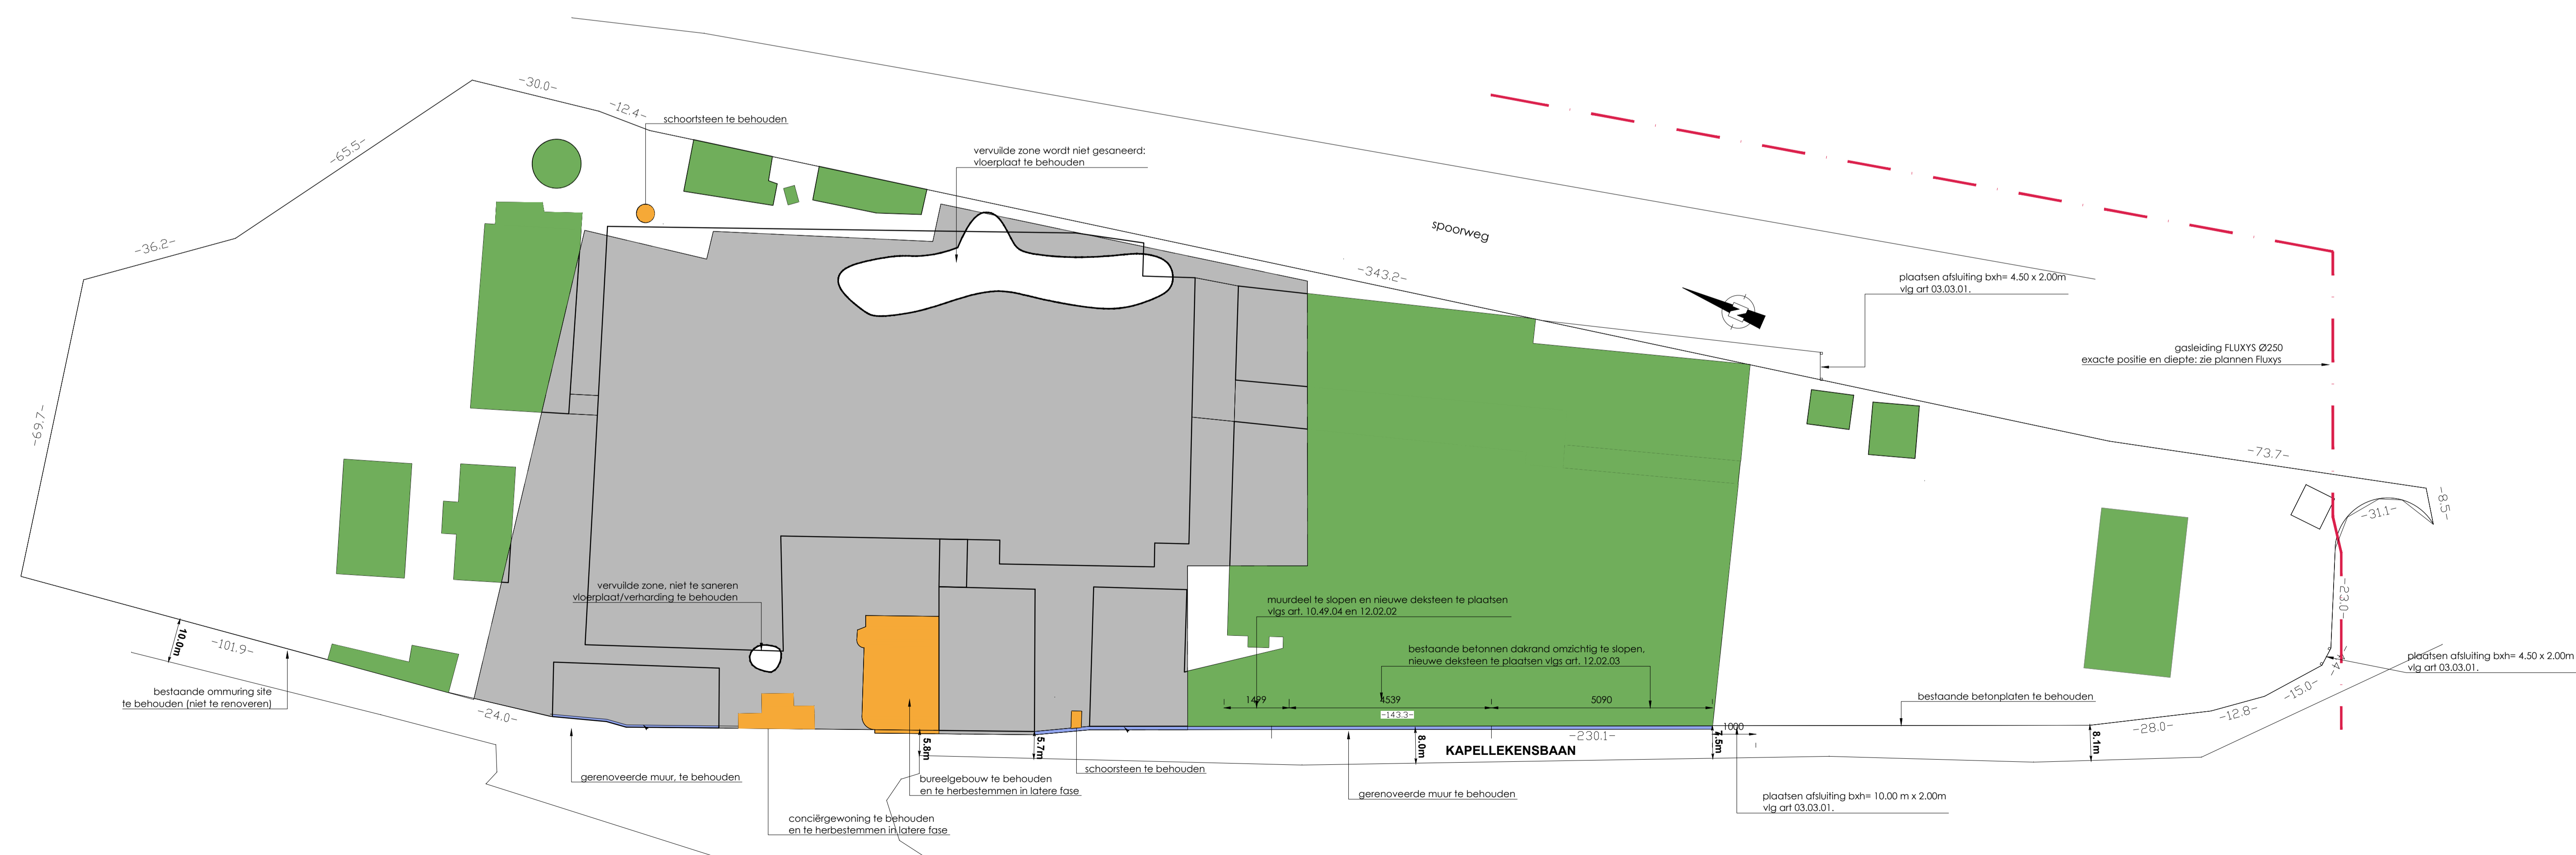 -30.0-
-12.4-
schoortsteen te behouden
-65.5-
vervuilde zone wordt niet gesaneerd:
vloerplaat te behouden
-36.2-
spoorweg
-343.2-
plaatsen afsluiting bxh= 4.50 x 2.00m
vlg art 03.03.01.
N
gasleiding FLUXYS Ø250
exacte positie en diepte: zie plannen Fluxys
-69.7-
-73.7-
-8.5-
-31.1-
vervuilde zone, niet te saneren
vloerplaat/verharding te behouden
muurdeel te slopen en nieuwe deksteen te plaatsen
vlgs art. 10.49.04 en 12.02.02
-23.0-
10.0m
-101.9-
bestaande betonnen dakrand omzichtig te slopen,
nieuwe deksteen te plaatsen vlgs art. 12.02.03
plaatsen afsluiting bxh= 4.50 x 2.00m
vlg art 03.03.01.
bestaande ommuring site
te behouden (niet te renoveren)
-15.0-
1499
4539
5090
bestaande betonplaten te behouden
-24.0-
-143.3-
-12.8-
1000
-28.0-
-230.1-
5.8m
5.7m
8.0m
7.5m
8.1m
KAPELLEKENSBAAN
gerenoveerde muur, te behouden
schoorsteen te behouden
bureelgebouw te behouden
en te herbestemmen in latere fase
gerenoveerde muur te behouden
plaatsen afsluiting bxh= 10.00 m x 2.00m
vlg art 03.03.01.
conciërgewoning te behouden
en te herbestemmen in latere fase